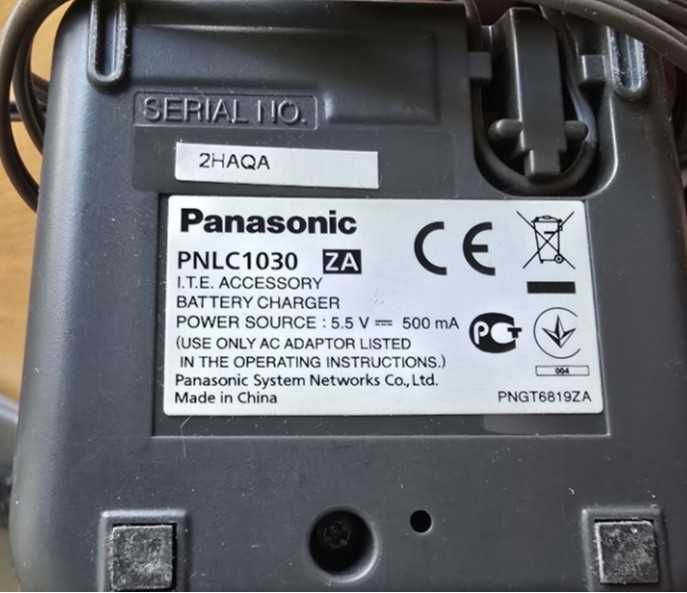 SERIAL NO.
2HAQA
Panasonic
PNLC1030 ZA
I.T.E. ACCESSORY
BATTERY CHARGER
POWER SOURCE : 5.5 V ⎓ 500 mA
(USE ONLY AC ADAPTOR LISTED
IN THE OPERATING INSTRUCTIONS.)
Panasonic System Networks Co., Ltd.
Made in China
CE
PCT
004
PNGT6819ZA